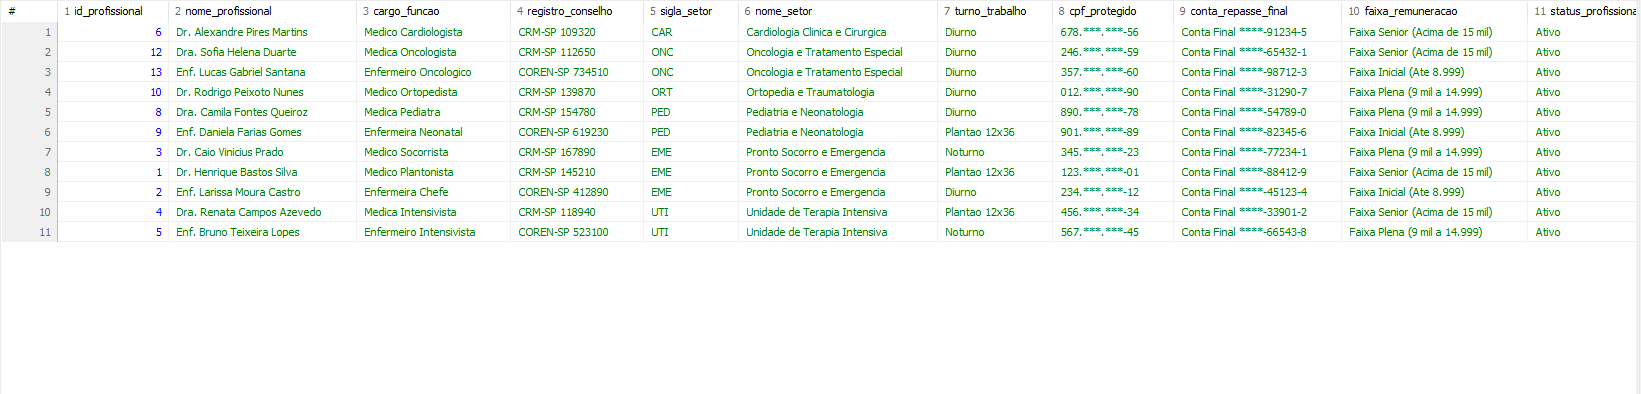 # 1 id_profissional 2 nome_profissional 3 cargo_funcao 4 registro_conselho 5 sigla_setor 6 nome_setor 7 turno_trabalho 8 cpf_protegido 9 conta_repasse_final 10 faixa_remuneracao 11 status_profissiona
1 6 Dr. Alexandre Pires Martins Medico Cardiologista CRM-SP 109320 CAR Cardiologia Clinica e Cirurgica Diurno 678.***.***-56 Conta Final ****-91234-5 Faixa Senior (Acima de 15 mil) Ativo
2 12 Dra. Sofia Helena Duarte Medica Oncologista CRM-SP 112650 ONC Oncologia e Tratamento Especial Diurno 246.***.***-59 Conta Final ****-65432-1 Faixa Senior (Acima de 15 mil) Ativo
3 13 Enf. Lucas Gabriel Santana Enfermeiro Oncologico COREN-SP 734510 ONC Oncologia e Tratamento Especial Diurno 357.***.***-60 Conta Final ****-98712-3 Faixa Inicial (Ate 8.999) Ativo
4 10 Dr. Rodrigo Peixoto Nunes Medico Ortopedista CRM-SP 139870 ORT Ortopedia e Traumatologia Diurno 012.***.***-90 Conta Final ****-31290-7 Faixa Plena (9 mil a 14.999) Ativo
5 8 Dra. Camila Fontes Queiroz Medica Pediatra CRM-SP 154780 PED Pediatria e Neonatologia Diurno 890.***.***-78 Conta Final ****-54789-0 Faixa Plena (9 mil a 14.999) Ativo
6 9 Enf. Daniela Farias Gomes Enfermeira Neonatal COREN-SP 619230 PED Pediatria e Neonatologia Plantao 12x36 901.***.***-89 Conta Final ****-82345-6 Faixa Inicial (Ate 8.999) Ativo
7 3 Dr. Caio Vinicius Prado Medico Socorrista CRM-SP 167890 EME Pronto Socorro e Emergencia Noturno 345.***.***-23 Conta Final ****-77234-1 Faixa Plena (9 mil a 14.999) Ativo
8 1 Dr. Henrique Bastos Silva Medico Plantonista CRM-SP 145210 EME Pronto Socorro e Emergencia Plantao 12x36 123.***.***-01 Conta Final ****-88412-9 Faixa Senior (Acima de 15 mil) Ativo
9 2 Enf. Larissa Moura Castro Enfermeira Chefe COREN-SP 412890 EME Pronto Socorro e Emergencia Diurno 234.***.***-12 Conta Final ****-45123-4 Faixa Inicial (Ate 8.999) Ativo
10 4 Dra. Renata Campos Azevedo Medica Intensivista CRM-SP 118940 UTI Unidade de Terapia Intensiva Plantao 12x36 456.***.***-34 Conta Final ****-33901-2 Faixa Senior (Acima de 15 mil) Ativo
11 5 Enf. Bruno Teixeira Lopes Enfermeiro Intensivista COREN-SP 523100 UTI Unidade de Terapia Intensiva Noturno 567.***.***-45 Conta Final ****-66543-8 Faixa Plena (9 mil a 14.999) Ativo